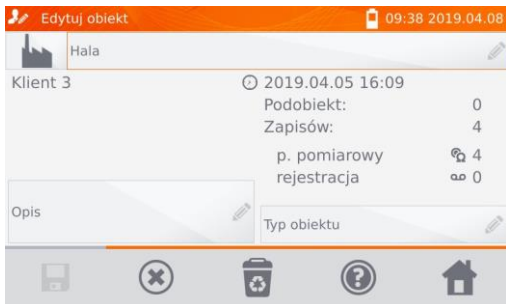 Edytuj obiekt 09:38 2019.04.08
Hala
Klient 3 2019.04.05 16:09
Podobiekt: 0
Zapisów: 4
p. pomiarowy 4
rejestracja 0
Opis
Typ obiektu